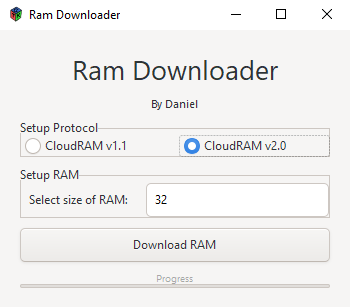 Ram Downloader
Ram Downloader
By Daniel
Setup Protocol
CloudRAM v1.1 CloudRAM v2.0
Setup RAM
Select size of RAM: 32
Download RAM
Progress